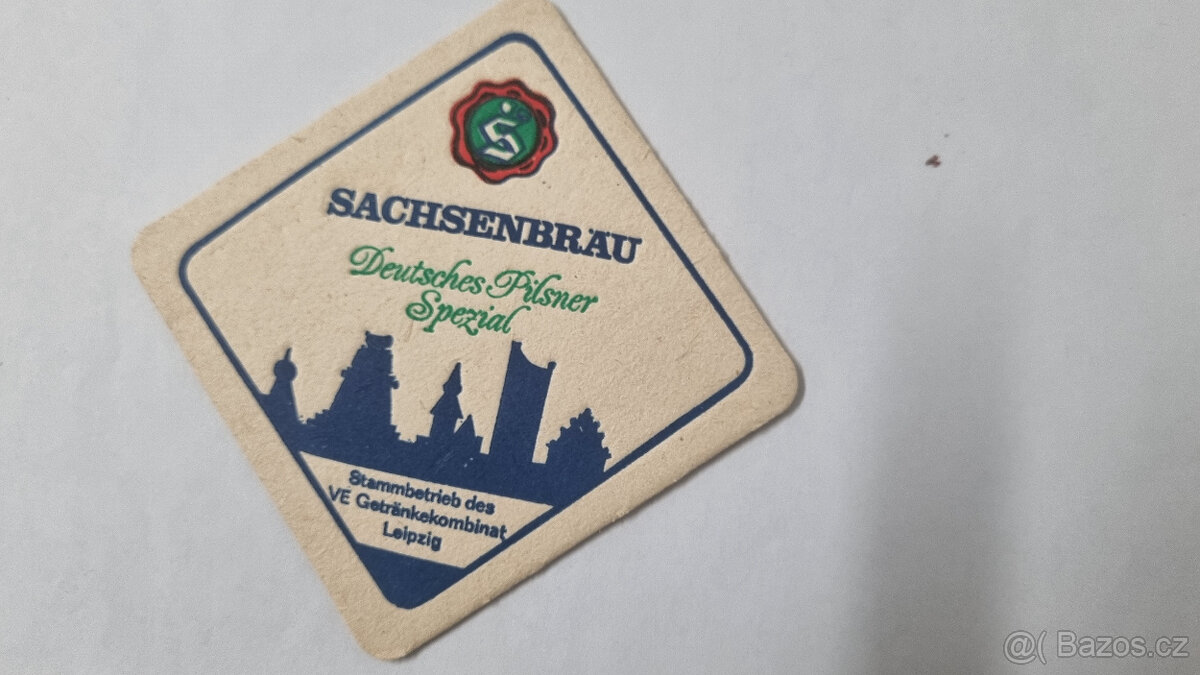 S
SACHSENBRÄU
Deutsches Pilsner
Spezial
Stammbetrieb des
VE Getränkekombinat
Leipzig
@( Bazos.cz